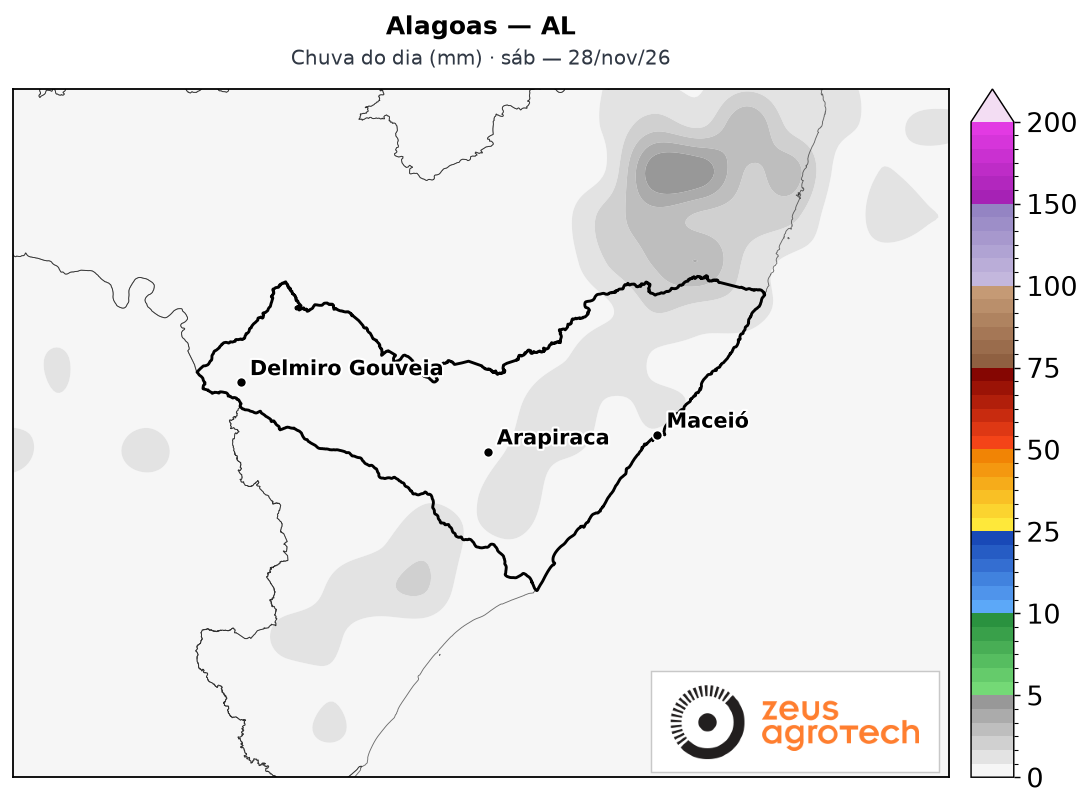 Alagoas — AL
Chuva do dia (mm) · sáb — 28/nov/26
Delmiro Gouveia
Arapiraca
Maceió
200
150
100
75
50
25
10
5
0
zeus
agrotech